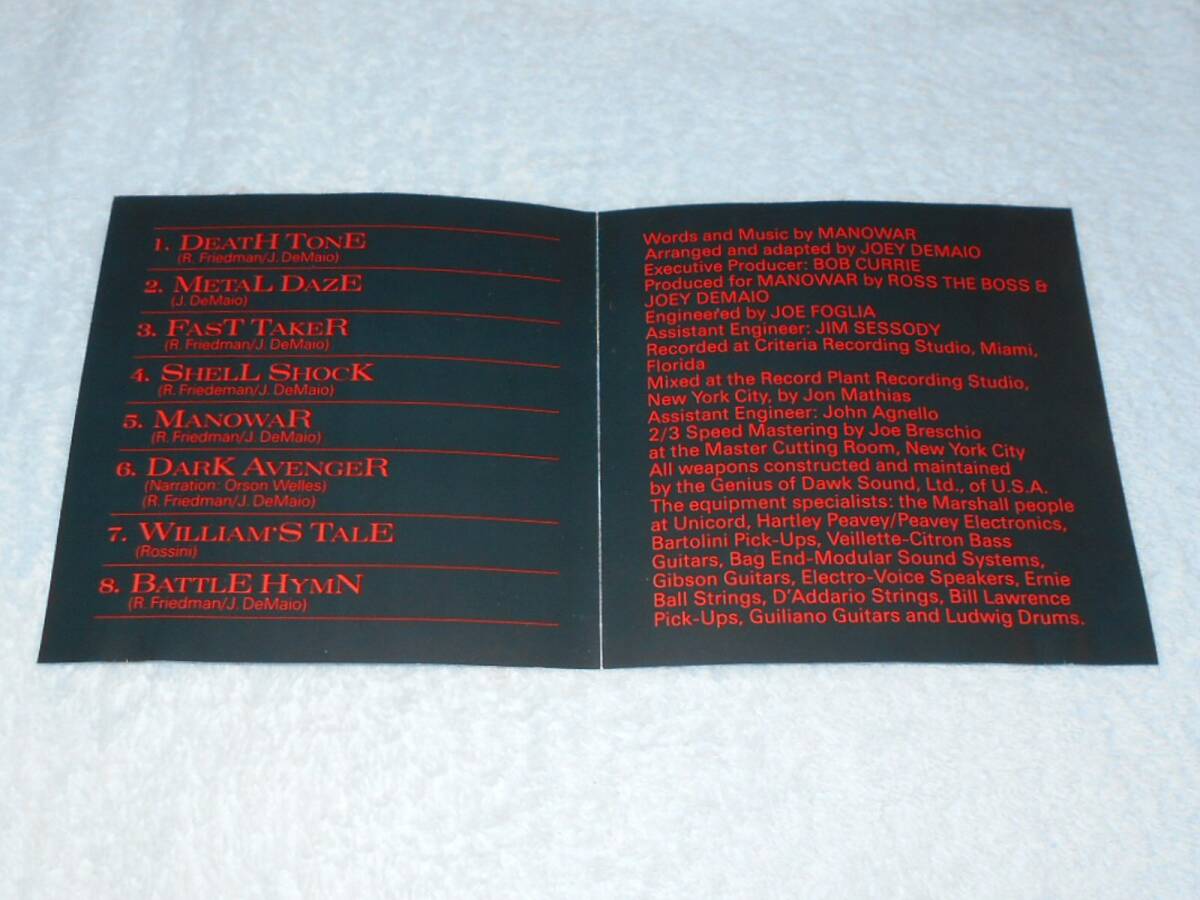 1. DEATH TONE
(R. Friedman/J. DeMaio)
2. METAL DAZE
(J. DeMaio)
3. FAST TAKER
(R. Friedman/J. DeMaio)
4. SHELL SHOCK
(R. Friedeman/J. DeMaio)
5. MANOWAR
(R. Friedman/J. DeMaio)
6. DARK AVENGER
(Narration: Orson Welles)
(R. Friedman/J. DeMaio)
7. WILLIAM'S TALE
(Rossini)
8. BATTLE HYMN
(R. Friedman/J. DeMaio)
Words and Music by MANOWAR
Arranged and adapted by JOEY DEMAIO
Executive Producer: BOB CURRIE
Produced for MANOWAR by ROSS THE BOSS &
JOEY DEMAIO
Engineered by JOE FOGLIA
Assistant Engineer: JIM SESSODY
Recorded at Criteria Recording Studio, Miami,
Florida
Mixed at the Record Plant Recording Studio,
New York City, by Jon Mathias
Assistant Engineer: John Agnello
2/3 Speed Mastering by Joe Breschio
at the Master Cutting Room, New York City
All weapons constructed and maintained
by the Genius of Dawk Sound, Ltd., of U.S.A.
The equipment specialists: the Marshall people
at Unicord, Hartley Peavey/Peavey Electronics,
Bartolini Pick-Ups, Veillette-Citron Bass
Guitars, Bag End-Modular Sound Systems,
Gibson Guitars, Electro-Voice Speakers, Ernie
Ball Strings, D'Addario Strings, Bill Lawrence
Pick-Ups, Guiliano Guitars and Ludwig Drums.